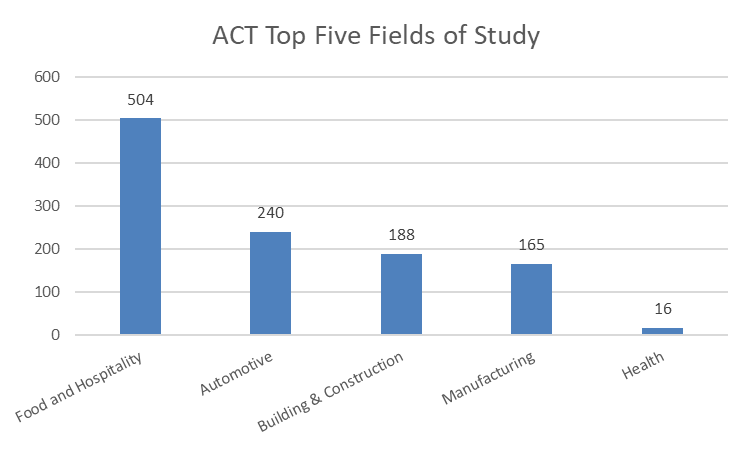 ACT Top Five Fields of Study
600
500
400
300
200
100
0
504
240
188
165
16
Food and Hospitality
Automotive
Building & Construction
Manufacturing
Health